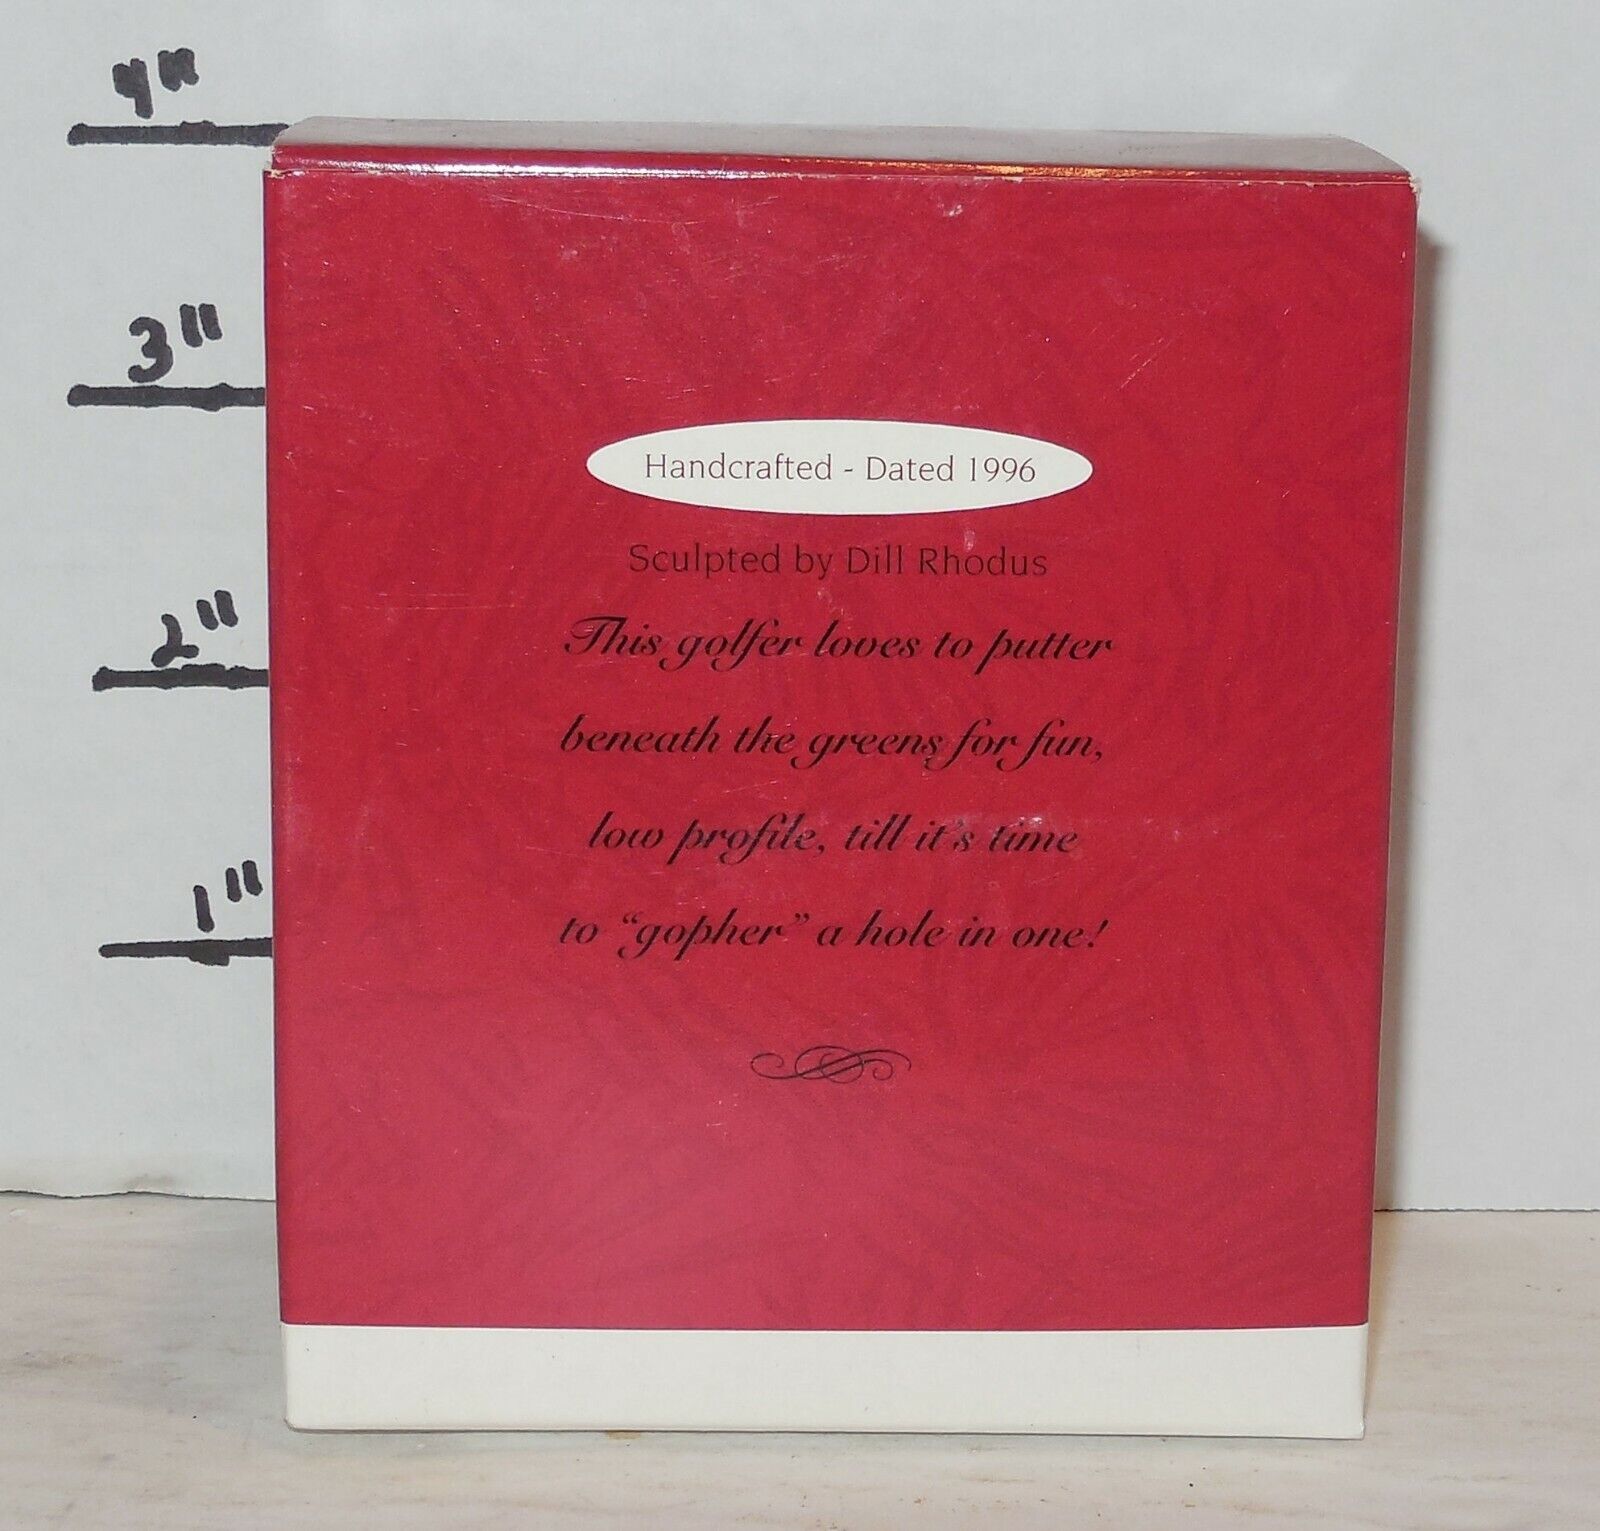 4"
3"
2"
1"
Handcrafted - Dated 1996
Sculpted by Dill Rhodus
This golfer loves to putter
beneath the greens for fun,
low profile, till it's time
to “gopher” a hole in one!